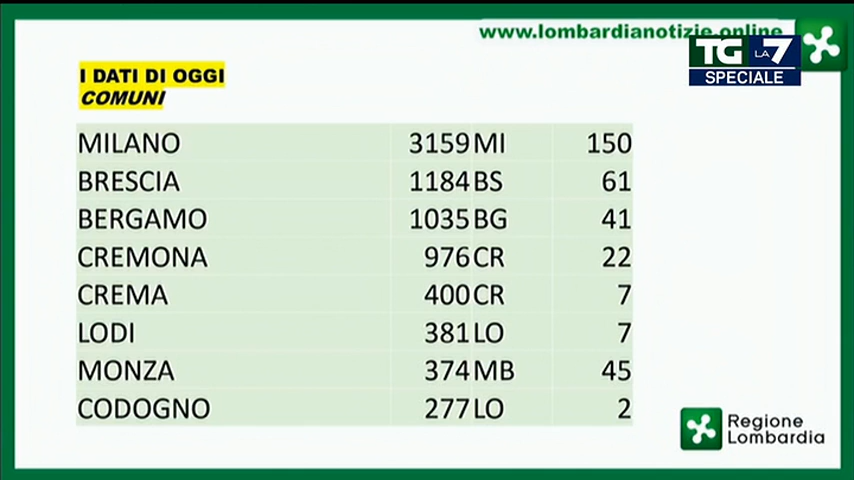 www.lombardianotizie.online
TG LA 7
SPECIALE
I DATI DI OGGI
COMUNI
MILANO 3159 MI 150
BRESCIA 1184 BS 61
BERGAMO 1035 BG 41
CREMONA 976 CR 22
CREMA 400 CR 7
LODI 381 LO 7
MONZA 374 MB 45
CODOGNO 277 LO 2
Regione
Lombardia